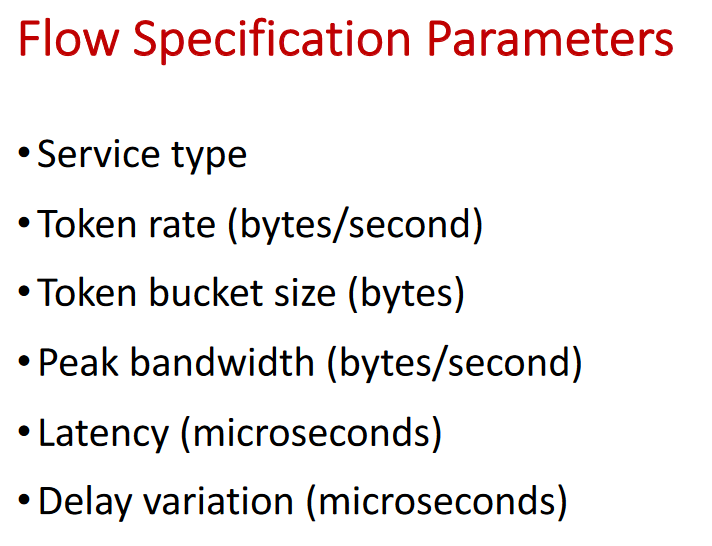 Flow Specification Parameters
• Service type
• Token rate (bytes/second)
• Token bucket size (bytes)
• Peak bandwidth (bytes/second)
• Latency (microseconds)
• Delay variation (microseconds)